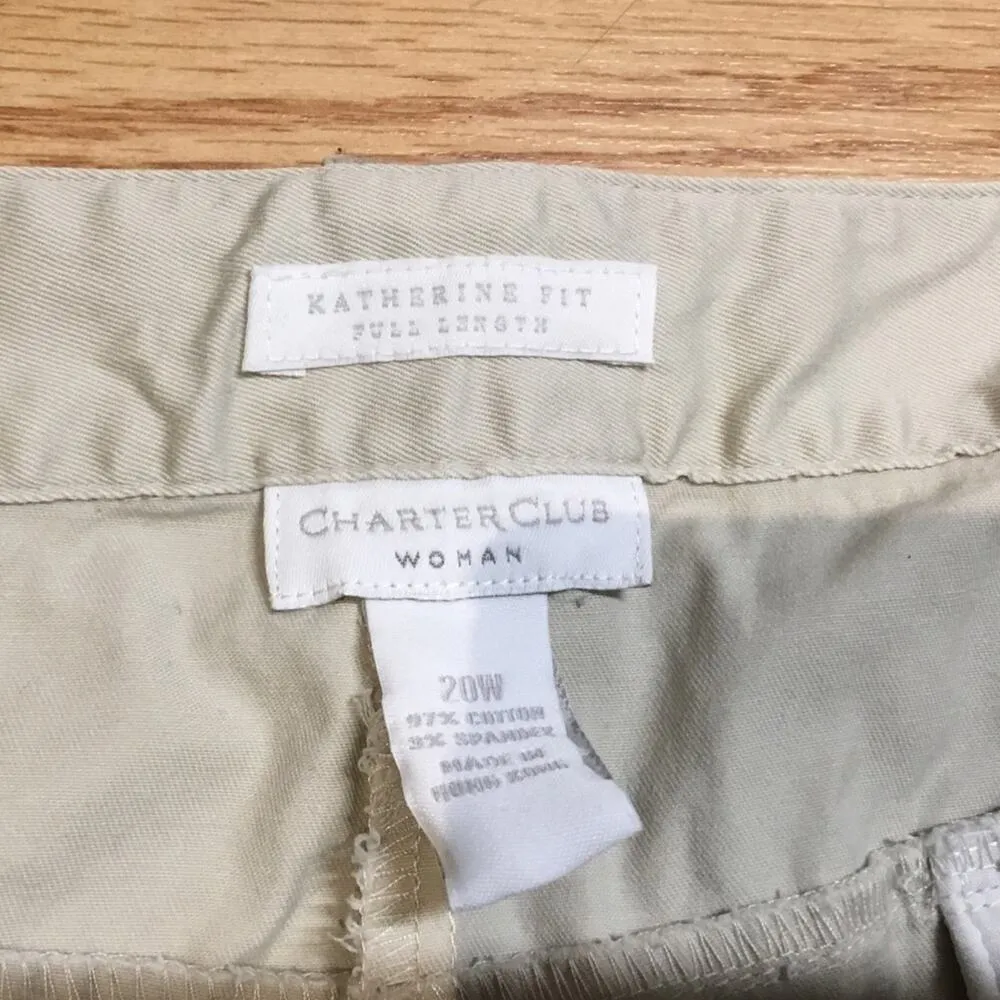 KATHERINE FIT
FULL LENGTH
CHARTER CLUB
WOMAN
20W
97% COTTON
3% SPANDEX
MADE IN
HONG KONG